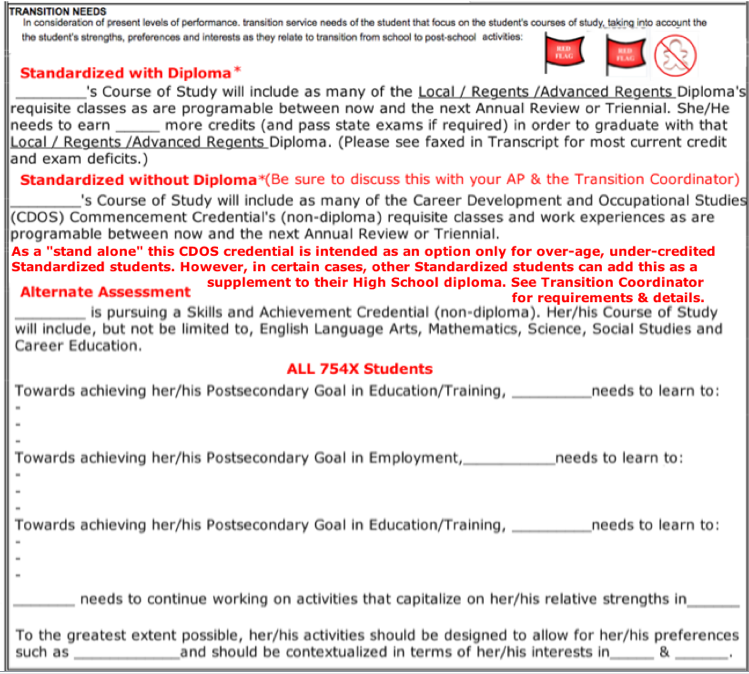 TRANSITION NEEDS
In consideration of present levels of performance. transition service needs of the student that focus on the student's courses of study, taking into account the
the student's strengths, preferences and interests as they relate to transition from school to post-school activities:
RED FLAG
RED FLAG
Standardized with Diploma*
__________'s Course of Study will include as many of the Local / Regents /Advanced Regents Diploma's
requisite classes as are programable between now and the next Annual Review or Triennial. She/He
needs to earn ______ more credits (and pass state exams if required) in order to graduate with that
Local / Regents /Advanced Regents Diploma. (Please see faxed in Transcript for most current credit
and exam deficits.)
Standardized without Diploma*(Be sure to discuss this with your AP & the Transition Coordinator)
__________'s Course of Study will include as many of the Career Development and Occupational Studies
(CDOS) Commencement Credential's (non-diploma) requisite classes and work experiences as are
programable between now and the next Annual Review or Triennial.
As a "stand alone" this CDOS credential is intended as an option only for over-age, under-credited
Standardized students. However, in certain cases, other Standardized students can add this as a
supplement to their High School diploma. See Transition Coordinator
for requirements & details.
Alternate Assessment
__________ is pursuing a Skills and Achievement Credential (non-diploma). Her/his Course of Study
will include, but not be limited to, English Language Arts, Mathematics, Science, Social Studies and
Career Education.
ALL 754X Students
Towards achieving her/his Postsecondary Goal in Education/Training, ___________needs to learn to:
-
-
-
Towards achieving her/his Postsecondary Goal in Employment,_____________needs to learn to:
-
-
-
Towards achieving her/his Postsecondary Goal in Education/Training, ___________needs to learn to:
-
-
-
_________ needs to continue working on activities that capitalize on her/his relative strengths in_______
To the greatest extent possible, her/his activities should be designed to allow for her/his preferences
such as _______________and should be contextualized in terms of her/his interests in______ & _______.